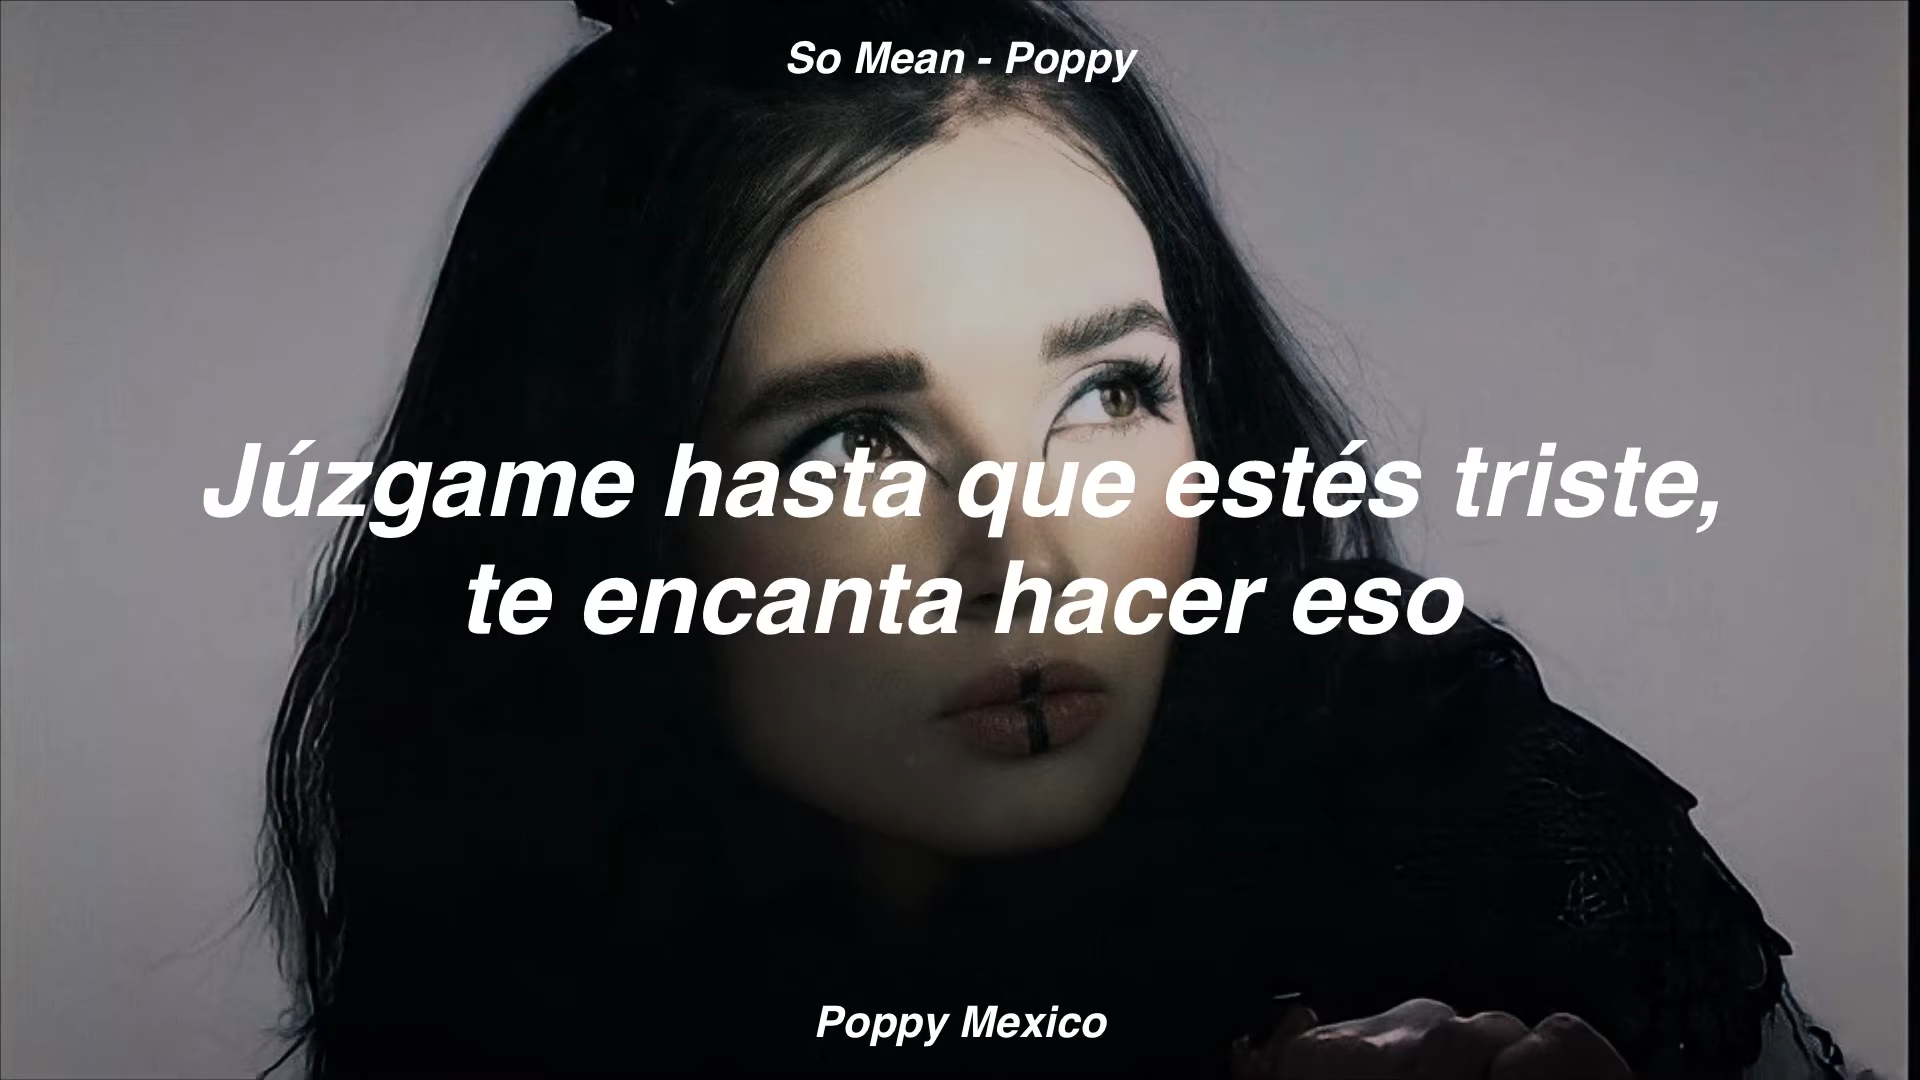 So Mean - Poppy
Júzgame hasta que estés triste,
te encanta hacer eso
Poppy Mexico